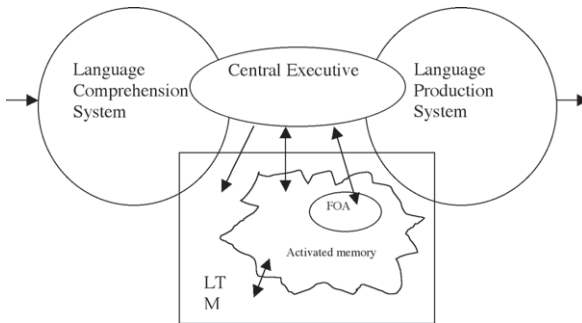 Language
Comprehension
System
Central Executive
Language
Production
System
FOA
Activated memory
LT
M